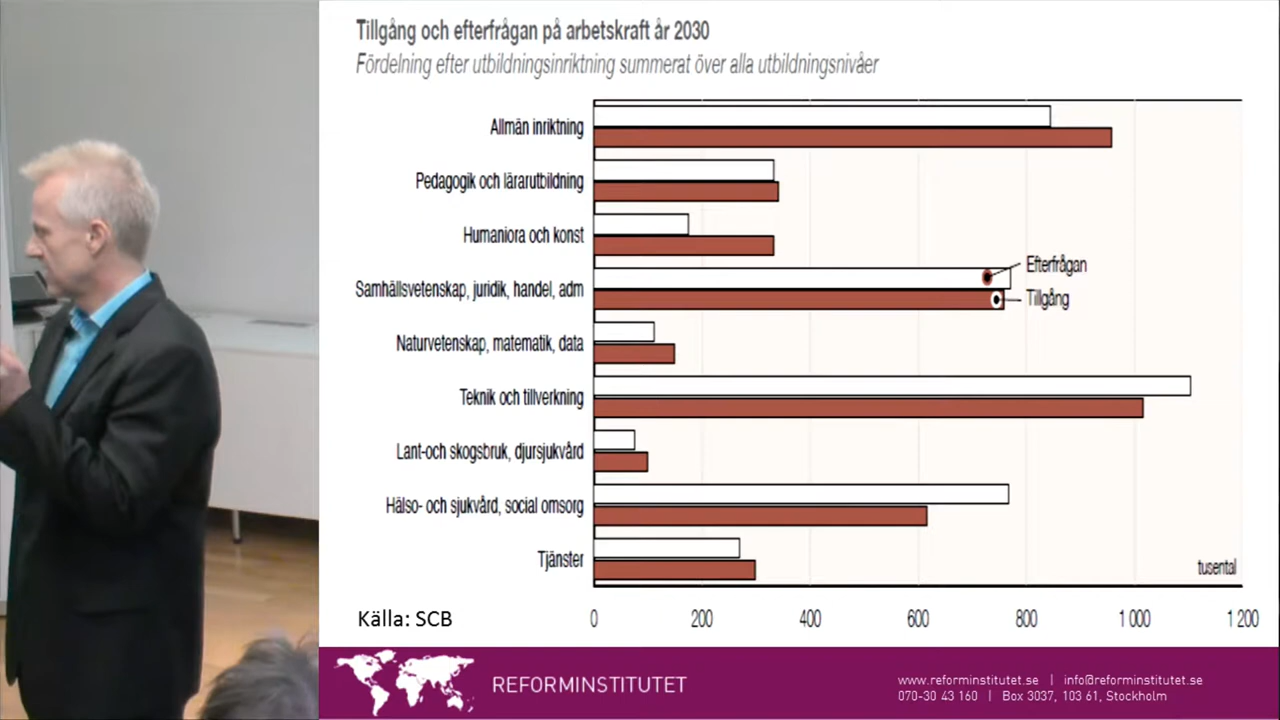 Tillgång och efterfrågan på arbetskraft år 2030
Fördelning efter utbildningsinriktning summerat över alla utbildningsnivåer
Allmän inriktning
Pedagogik och lärarutbildning
Humaniora och konst
Samhällsvetenskap, juridik, handel, adm
Efterfrågan
Tillgång
Naturvetenskap, matematik, data
Teknik och tillverkning
Lant-och skogsbruk, djursjukvård
Hälso- och sjukvård, social omsorg
Tjänster
tusental
0 200 400 600 800 1 000 1 200
Källa: SCB
REFORMINSTITUTET
www.reforminstitutet.se | info@reforminstitutet.se
070-30 43 160 | Box 3037, 103 61, Stockholm